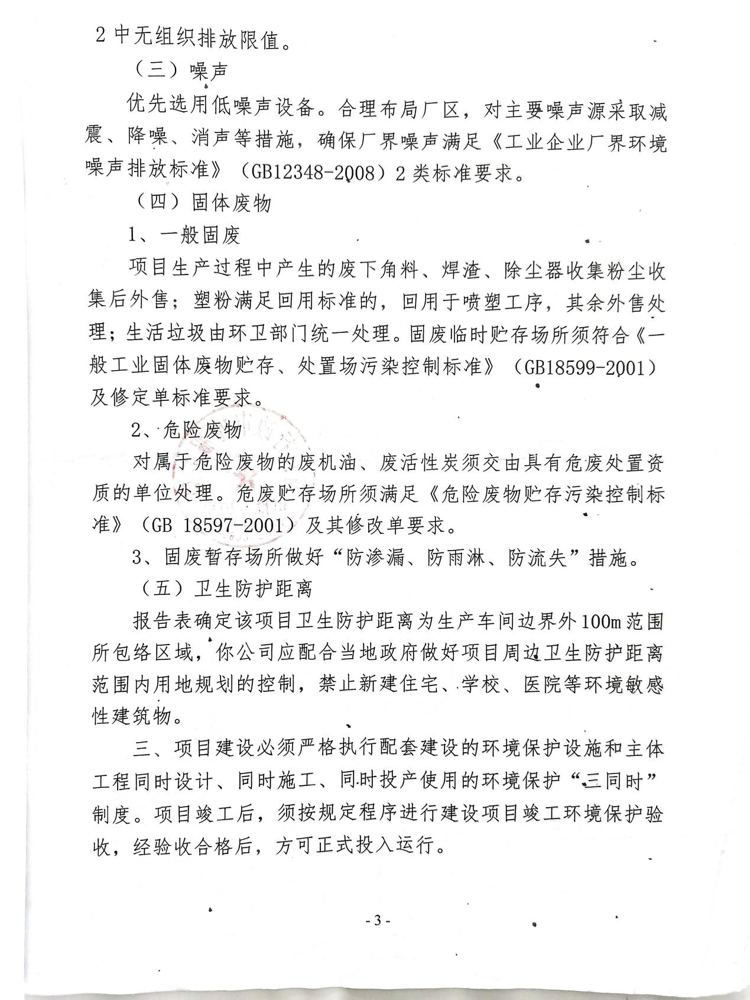 2 中无组织排放限值。
（三）噪声
优先选用低噪声设备。合理布局厂区，对主要噪声源采取减
震、降噪、消声等措施，确保厂界噪声满足《工业企业厂界环境
噪声排放标准》（GB12348-2008）2 类标准要求。
（四）固体废物
1、一般固废
项目生产过程中产生的废下角料、焊渣、除尘器收集粉尘收
集后外售；塑粉满足回用标准的，回用于喷塑工序，其余外售处
理；生活垃圾由环卫部门统一处理。固废临时贮存场所须符合《一
般工业固体废物贮存、处置场污染控制标准》（GB18599-2001）
及修定单标准要求。
2、危险废物
对属于危险废物的废机油、废活性炭须交由具有危废处置资
质的单位处理。危废贮存场所须满足《危险废物贮存污染控制标
准》（GB 18597-2001）及其修改单要求。
3、固废暂存场所做好“防渗漏、防雨淋、防流失”措施。
（五）卫生防护距离
报告表确定该项目卫生防护距离为生产车间边界外 100m 范围
所包络区域，你公司应配合当地政府做好项目周边卫生防护距离
范围内用地规划的控制，禁止新建住宅、学校、医院等环境敏感
性建筑物。
三、项目建设必须严格执行配套建设的环境保护设施和主体
工程同时设计、同时施工、同时投产使用的环境保护“三同时”
制度。项目竣工后，须按规定程序进行建设项目竣工环境保护验
收，经验收合格后，方可正式投入运行。
- 3 -